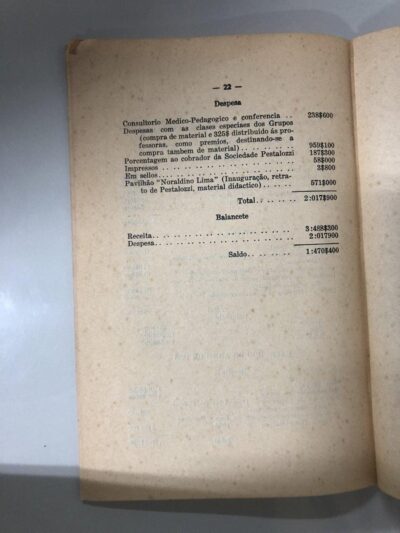 — 22 —
Despesa
Consultorio Medico-Pedagogico e conferencia .. 238$600
Despesas com as clases especiaes dos Grupos
(compra de material e 325$ distribuido ás pro-
fessoras, como premios, destinando-se a
compra tambem de material) .. .. .. .. .. 959$100
Porcentagem ao cobrador da Sociedade Pestalozzi 187$300
Impressos .. .. .. .. .. .. .. .. .. .. .. 58$000
Em sellos .. .. .. .. .. .. .. .. .. .. .. 3$800
Pavilhão "Noraldino Lima" (Inauguração, retra-
to de Pestalozzi, material didactico) .. .. .. 571$000
Total. .. .. .. 2:017$900
Balancete
Receita .. .. .. .. .. .. .. .. .. .. .. 3:488$300
Despesa .. .. .. .. .. .. .. .. .. .. .. 2:017900
Saldo .. .. .. .. 1:470$400